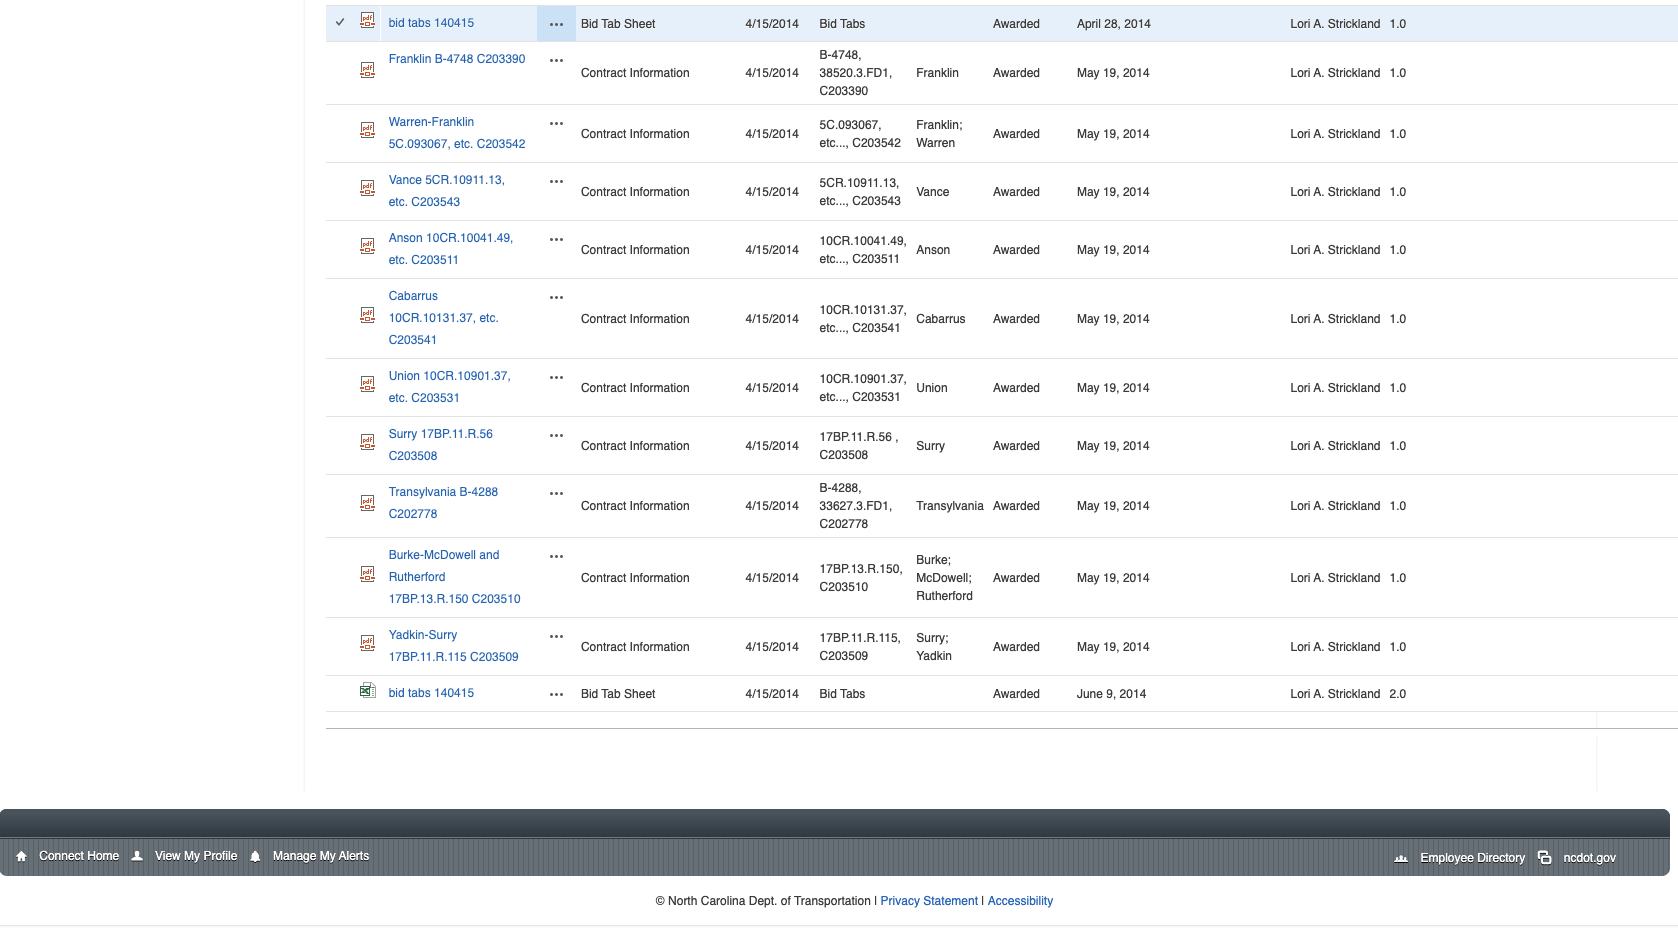 bid tabs 140415 ... Bid Tab Sheet 4/15/2014 Bid Tabs Awarded April 28, 2014 Lori A. Strickland 1.0
Franklin B-4748 C203390 ... Contract Information 4/15/2014 B-4748,
38520.3.FD1, Franklin Awarded May 19, 2014 Lori A. Strickland 1.0
C203390
Warren-Franklin ... Contract Information 4/15/2014 5C.093067, Franklin; Awarded May 19, 2014 Lori A. Strickland 1.0
5C.093067, etc. C203542 etc..., C203542 Warren
Vance 5CR.10911.13, ... Contract Information 4/15/2014 5CR.10911.13, Vance Awarded May 19, 2014 Lori A. Strickland 1.0
etc. C203543 etc..., C203543
Anson 10CR.10041.49, ... Contract Information 4/15/2014 10CR.10041.49, Anson Awarded May 19, 2014 Lori A. Strickland 1.0
etc. C203511 etc..., C203511
Cabarrus ... Contract Information 4/15/2014 10CR.10131.37, Cabarrus Awarded May 19, 2014 Lori A. Strickland 1.0
10CR.10131.37, etc. etc..., C203541
C203541
Union 10CR.10901.37, ... Contract Information 4/15/2014 10CR.10901.37, Union Awarded May 19, 2014 Lori A. Strickland 1.0
etc. C203531 etc..., C203531
Surry 17BP.11.R.56 ... Contract Information 4/15/2014 17BP.11.R.56 , Surry Awarded May 19, 2014 Lori A. Strickland 1.0
C203508 C203508
Transylvania B-4288 ... Contract Information 4/15/2014 B-4288,
C202778 33627.3.FD1, Transylvania Awarded May 19, 2014 Lori A. Strickland 1.0
C202778
Burke-McDowell and ... Burke;
Rutherford Contract Information 4/15/2014 17BP.13.R.150, McDowell; Awarded May 19, 2014 Lori A. Strickland 1.0
17BP.13.R.150 C203510 C203510 Rutherford
Yadkin-Surry ... Contract Information 4/15/2014 17BP.11.R.115, Surry; Awarded May 19, 2014 Lori A. Strickland 1.0
17BP.11.R.115 C203509 C203509 Yadkin
bid tabs 140415 ... Bid Tab Sheet 4/15/2014 Bid Tabs Awarded June 9, 2014 Lori A. Strickland 2.0
Connect Home View My Profile Manage My Alerts Employee Directory ncdot.gov
© North Carolina Dept. of Transportation | Privacy Statement | Accessibility